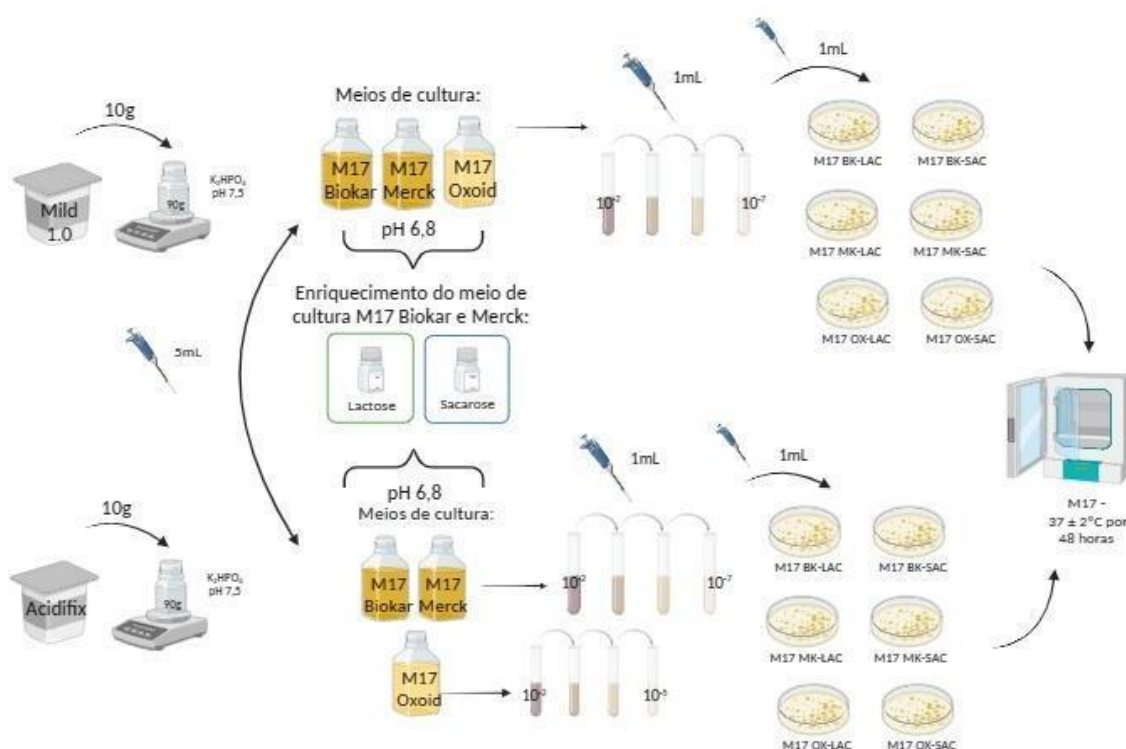 10g
Mild
1.0
90g
K₂HPO₄
pH 7,5
5mL
10g
Acidifix
90g
K₂HPO₄
pH 7,5
Meios de cultura:
M17
Biokar
M17
Merck
M17
Oxoid
pH 6,8
Enriquecimento do meio de
cultura M17 Biokar e Merck:
Lactose
Sacarose
pH 6,8
Meios de cultura:
M17
Biokar
M17
Merck
M17
Oxoid
1mL
10⁻²
10⁻⁷
1mL
M17 BK-LAC
M17 BK-SAC
M17 MK-LAC
M17 MK-SAC
M17 OX-LAC
M17 OX-SAC
1mL
10⁻²
10⁻⁷
10⁻²
1mL
M17 BK-LAC
M17 BK-SAC
M17 MK-LAC
M17 MK-SAC
M17 OX-LAC
M17 OX-SAC
M17 -
37 ± 2°C por
48 horas